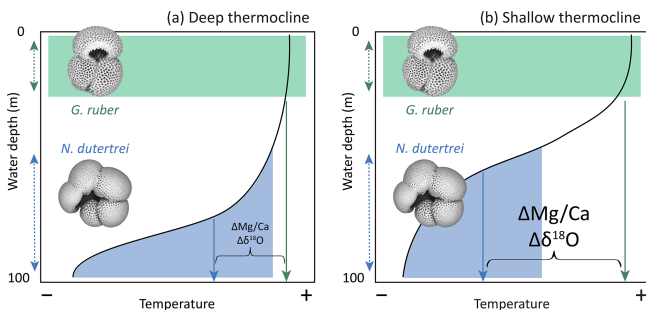 (a) Deep thermocline
(b) Shallow thermocline
0
0
G. ruber
G. ruber
Water depth (m)
Water depth (m)
N. dutertrei
N. dutertrei
ΔMg/Ca
Δδ¹⁸O
ΔMg/Ca
Δδ¹⁸O
100
100
− Temperature +
− Temperature +